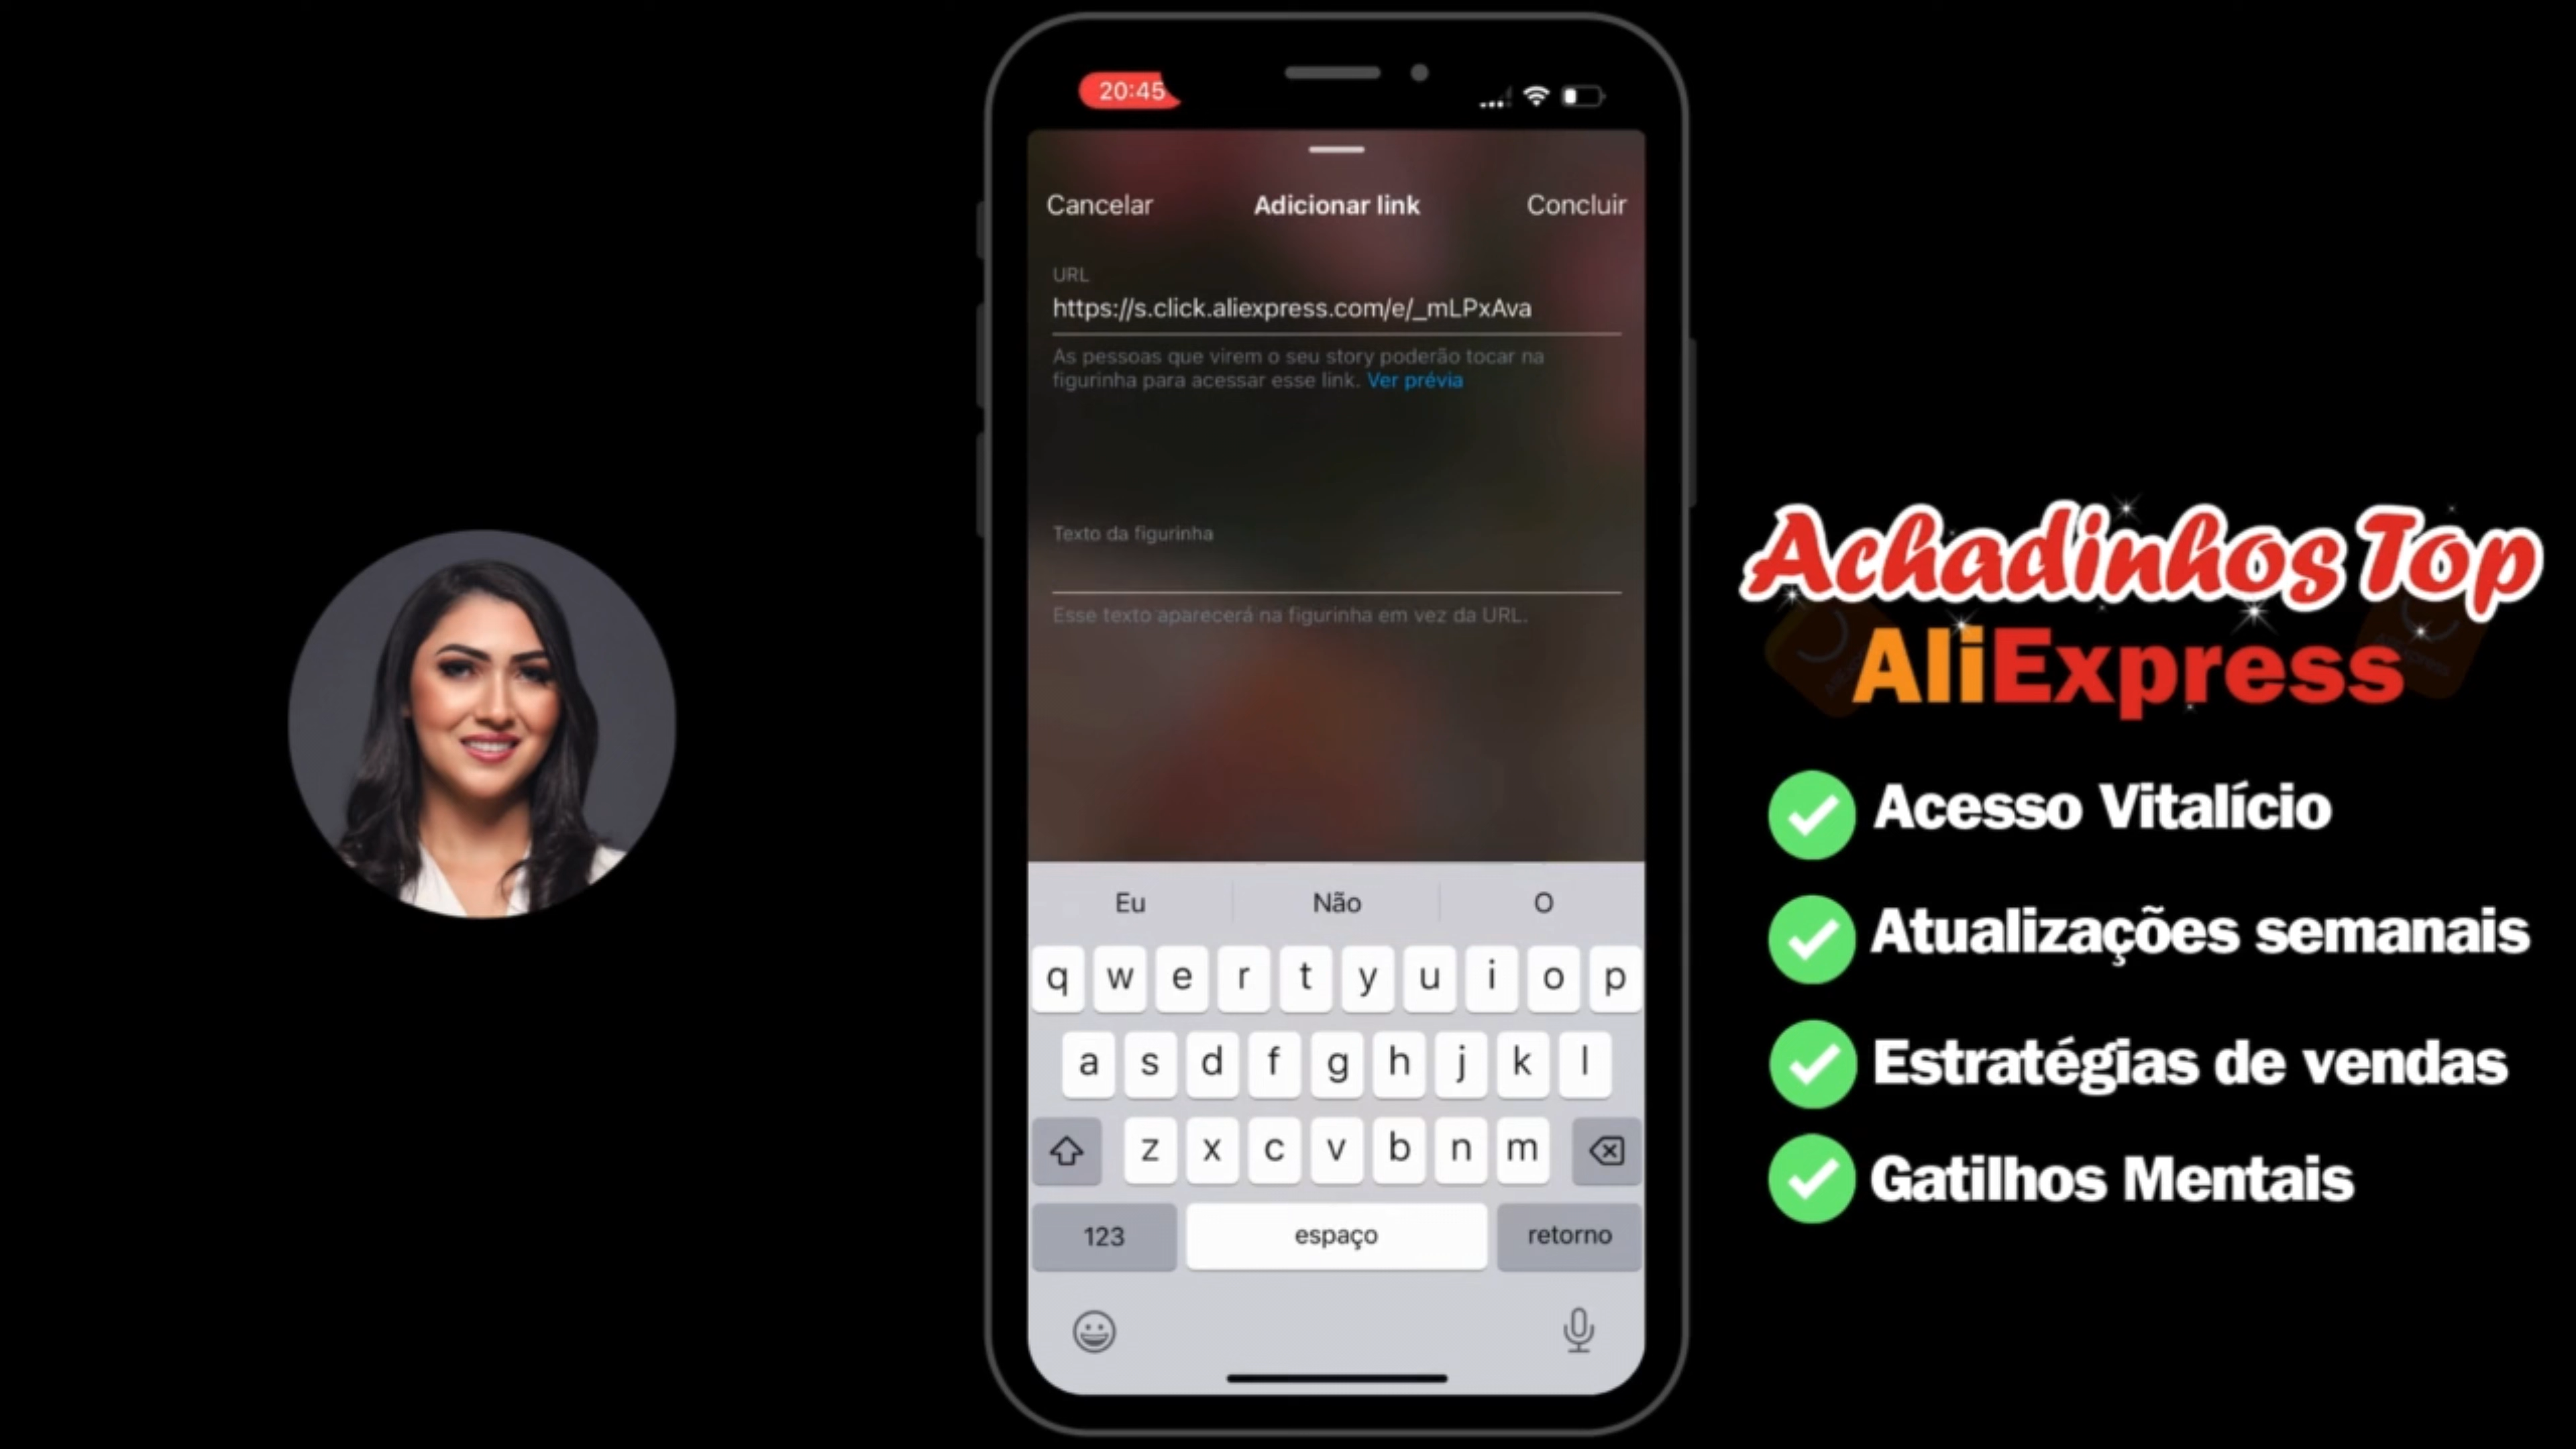 20:45
Cancelar
Adicionar link
Concluir
URL
https://s.click.aliexpress.com/e/_mLPxAva
As pessoas que virem o seu story poderão tocar na
figurinha para acessar esse link. Ver prévia
Texto da figurinha
Esse texto aparecerá na figurinha em vez da URL.
Eu
Não
O
q w e r t y u i o p
a s d f g h j k l
z x c v b n m
123
espaço
retorno
Achadinhos Top
AliExpress
Acesso Vitalício
Atualizações semanais
Estratégias de vendas
Gatilhos Mentais